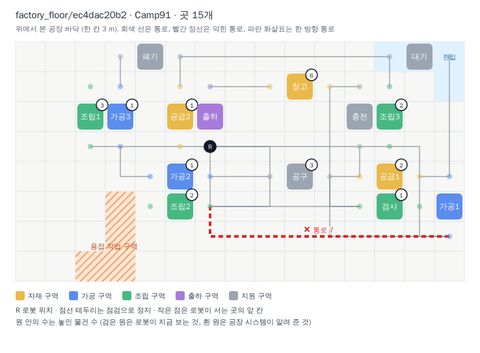 factory_floor/ec4dac20b2 · Camp91 · 곳 15개
위에서 본 공장 바닥 (한 칸 3 m). 회색 선은 통로, 빨간 점선은 막힌 통로, 파란 화살표는 한 방향 통로
폐기 대기 진입
창고 6
조립1 3 가공3 1 공급2 1 출하 충전 조립3 2
R
가공2 1 공구 3 공급1 2
조립2 2 검사 1 가공1
✕ 통로 7
용접 작업 구역
자재 구역 가공 구역 조립 구역 출하 구역 지원 구역
R 로봇 위치 · 점선 테두리는 점검으로 정지 · 작은 점은 로봇이 서는 곳의 앞 칸
원 안의 수는 놓인 물건 수 (검은 원은 로봇이 지금 보는 것, 흰 원은 공장 시스템이 알려 준 것)